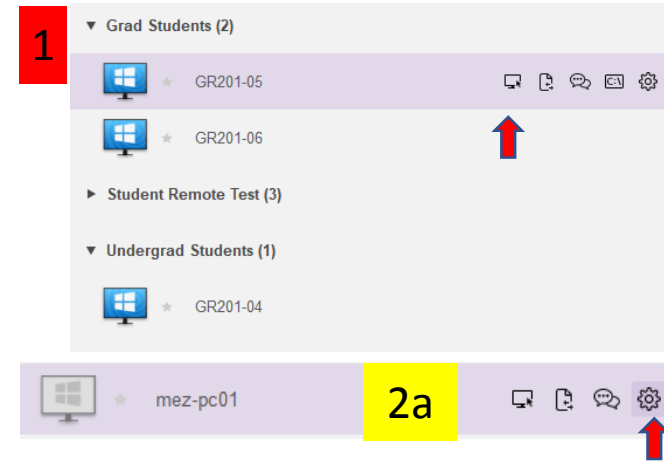 1
▼ Grad Students (2)
GR201-05 C:\
GR201-06
► Student Remote Test (3)
▼ Undergrad Students (1)
GR201-04
mez-pc01 2a